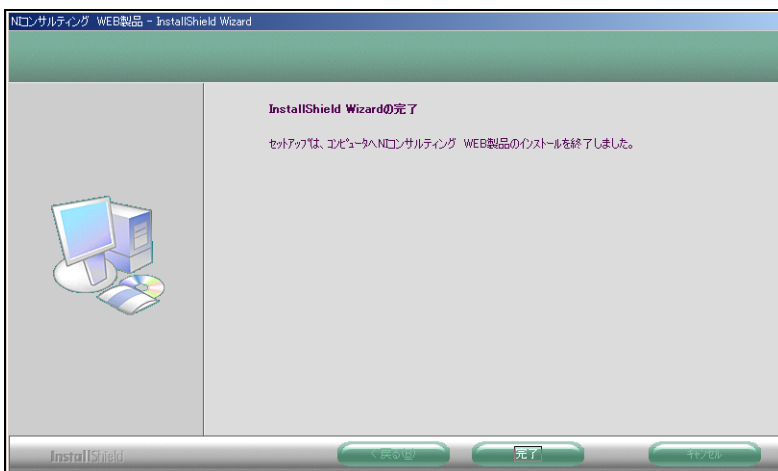 NIコンサルティング WEB製品 - InstallShield Wizard
InstallShield Wizardの完了
ｾｯﾄｱｯﾌﾟは、ｺﾝﾋﾟｭｰﾀへNIコンサルティング WEB製品のインストールを終了しました。
InstallShield
< 戻る(B)
完了
ｷｬﾝｾﾙ